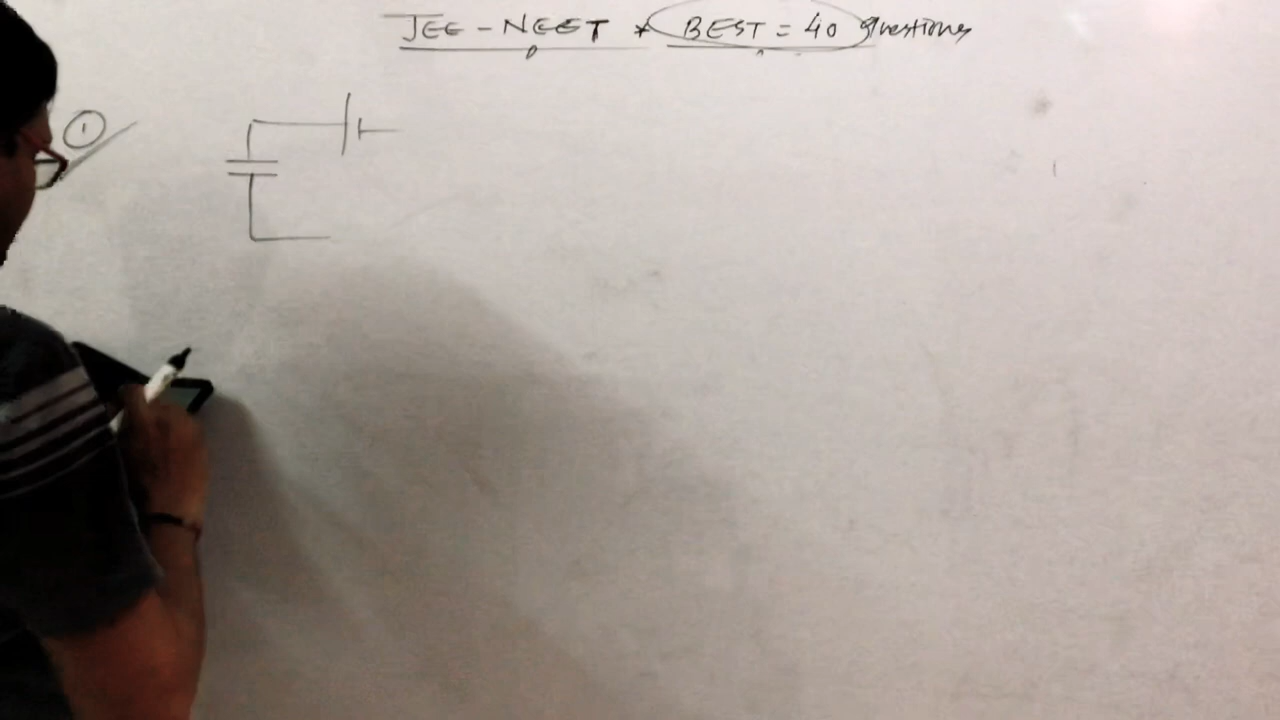 JEE - NEET * BEST = 40 questions
①